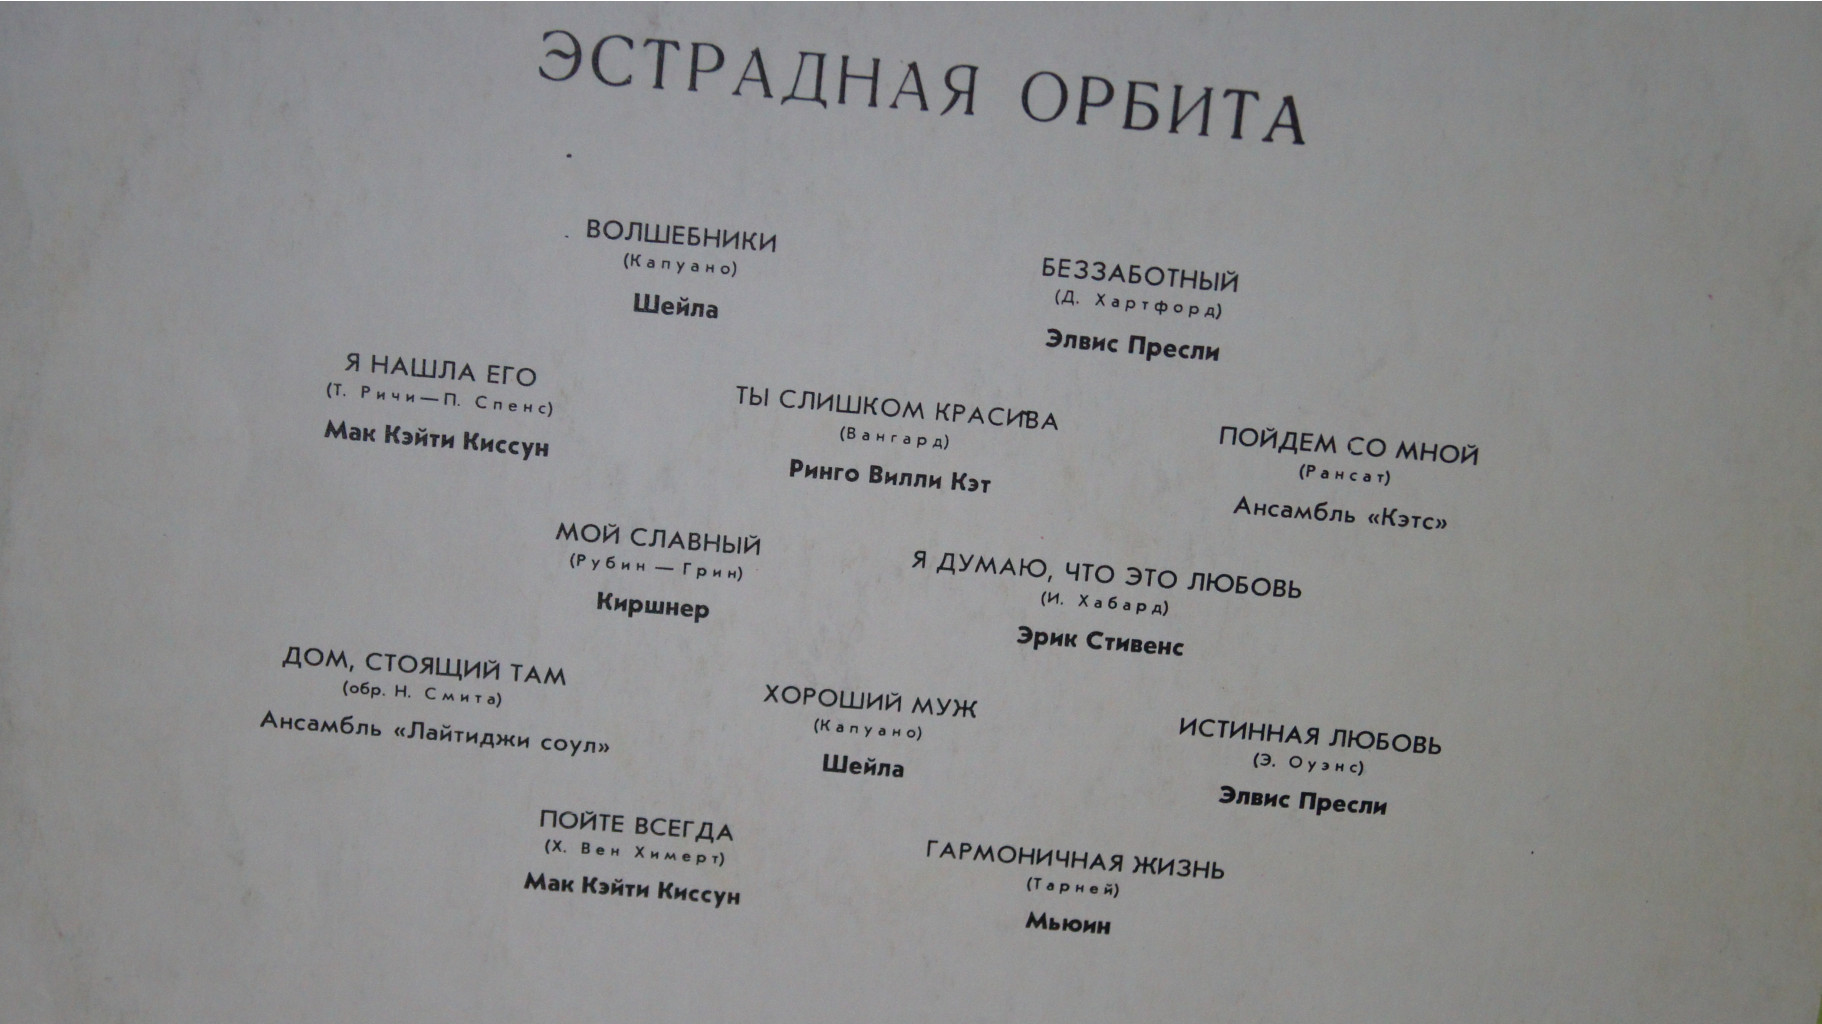 ЭСТРАДНАЯ ОРБИТА
ВОЛШЕБНИКИ
(Капуано)
Шейла
БЕЗЗАБОТНЫЙ
(Д. Хартфорд)
Элвис Пресли
Я НАШЛА ЕГО
(Т. Ричи—П. Спенс)
Мак Кэйти Киссун
ТЫ СЛИШКОМ КРАСИВА
(Вангард)
Ринго Вилли Кэт
ПОЙДЕМ СО МНОЙ
(Рансат)
Ансамбль «Кэтс»
МОЙ СЛАВНЫЙ
(Рубин — Грин)
Киршнер
Я ДУМАЮ, ЧТО ЭТО ЛЮБОВЬ
(И. Хабард)
Эрик Стивенс
ДОМ, СТОЯЩИЙ ТАМ
(обр. Н. Смита)
Ансамбль «Лайтиджи соул»
ХОРОШИЙ МУЖ
(Капуано)
Шейла
ИСТИННАЯ ЛЮБОВЬ
(Э. Оуэнс)
Элвис Пресли
ПОЙТЕ ВСЕГДА
(Х. Вен Химерт)
Мак Кэйти Киссун
ГАРМОНИЧНАЯ ЖИЗНЬ
(Тарней)
Мьюин